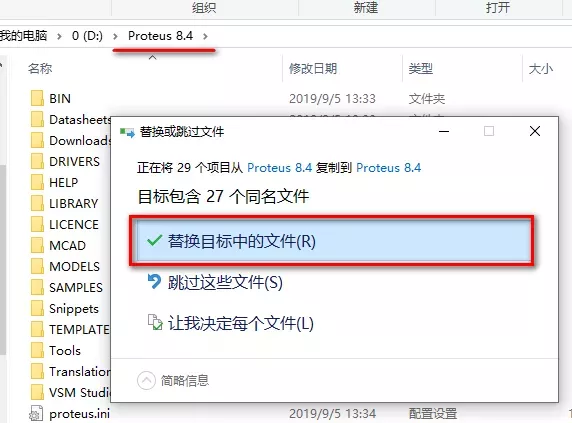 组织 新建 打开
我的电脑 > 0 (D:) > Proteus 8.4 >
名称 修改日期 类型 大小
BIN 2019/9/5 13:33 文件夹
Datasheets
Downloads
DRIVERS
HELP
LIBRARY
LICENCE
MCAD
MODELS
SAMPLES
Snippets
TEMPLATE
Tools
Translation
VSM Studio
proteus.ini 2019/9/5 13:34 配置设置
替换或跳过文件
正在将 29 个项目从 Proteus 8.4 复制到 Proteus 8.4
目标包含 27 个同名文件
替换目标中的文件(R)
跳过这些文件(S)
让我决定每个文件(L)
简略信息